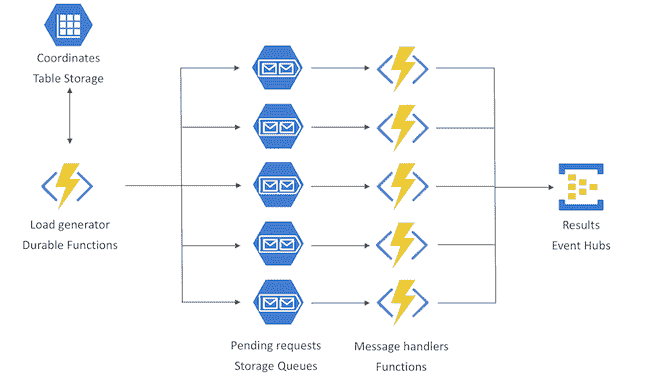 Coordinates
Table Storage
Load generator
Durable Functions
Pending requests
Storage Queues
Message handlers
Functions
Results
Event Hubs